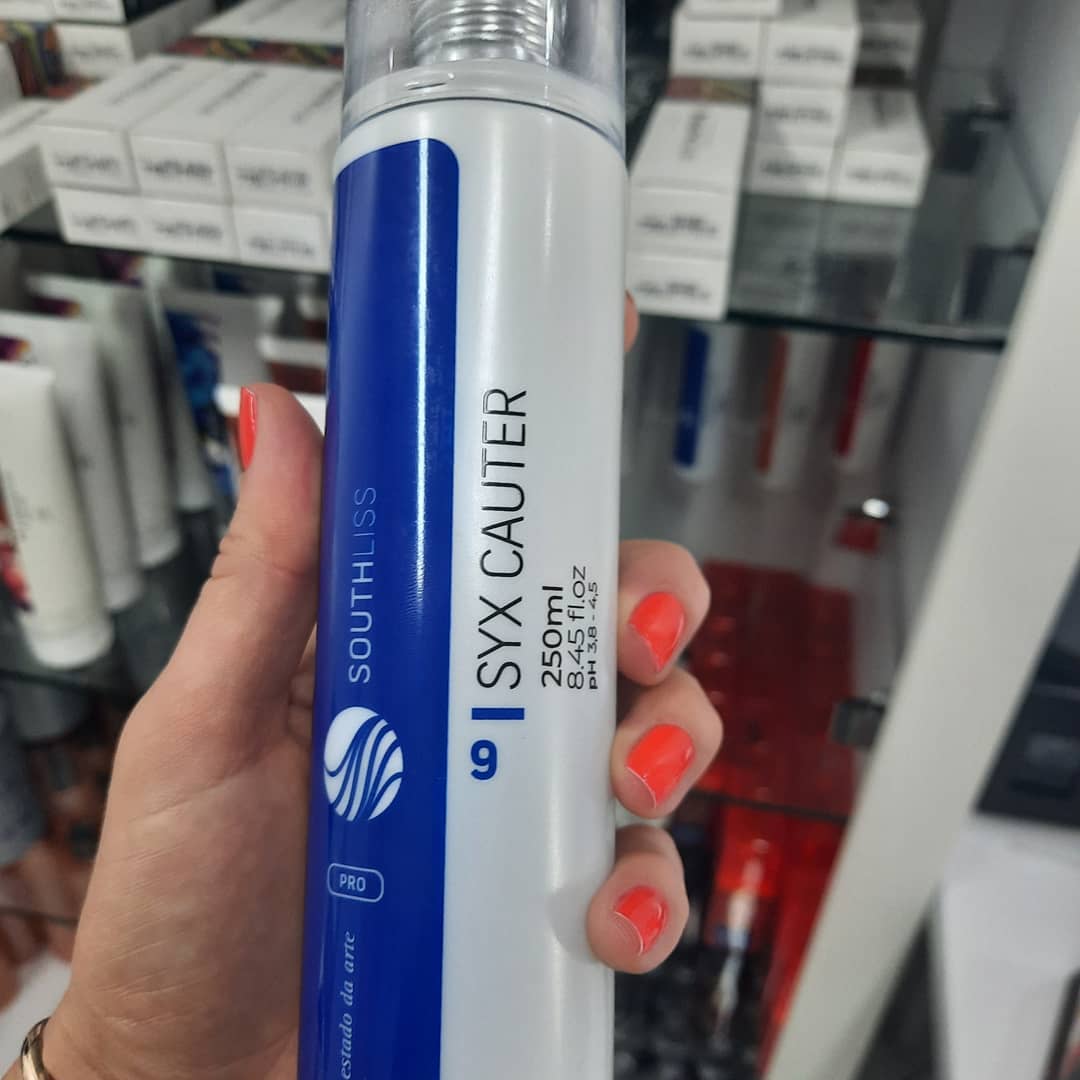 SOUTHLISS
PRO
estado da arte
9
SYX CAUTER
250ml
8.45 fl.oz
pH 3,8 - 4,5